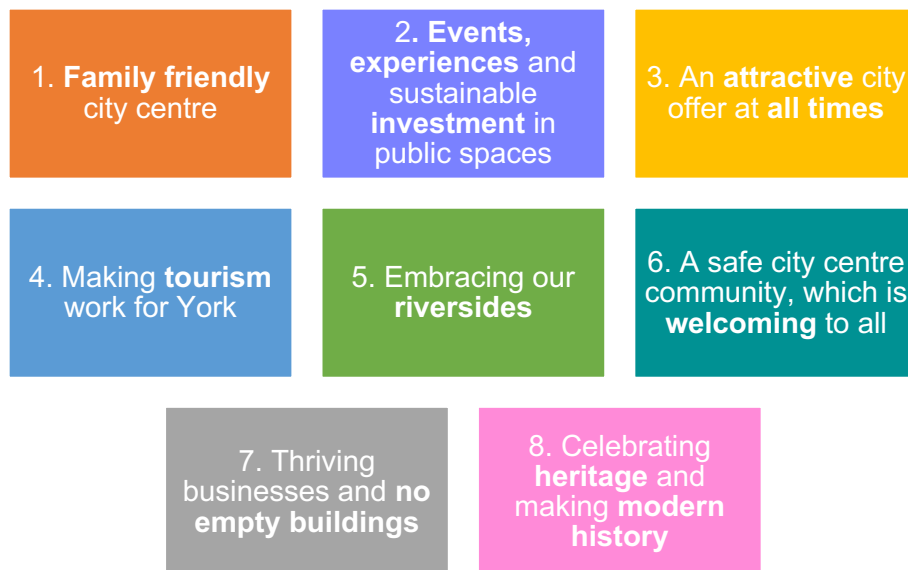 1. Family friendly
city centre
2. Events,
experiences and
sustainable
investment in
public spaces
3. An attractive city
offer at all times
4. Making tourism
work for York
5. Embracing our
riversides
6. A safe city centre
community, which is
welcoming to all
7. Thriving
businesses and no
empty buildings
8. Celebrating
heritage and
making modern
history